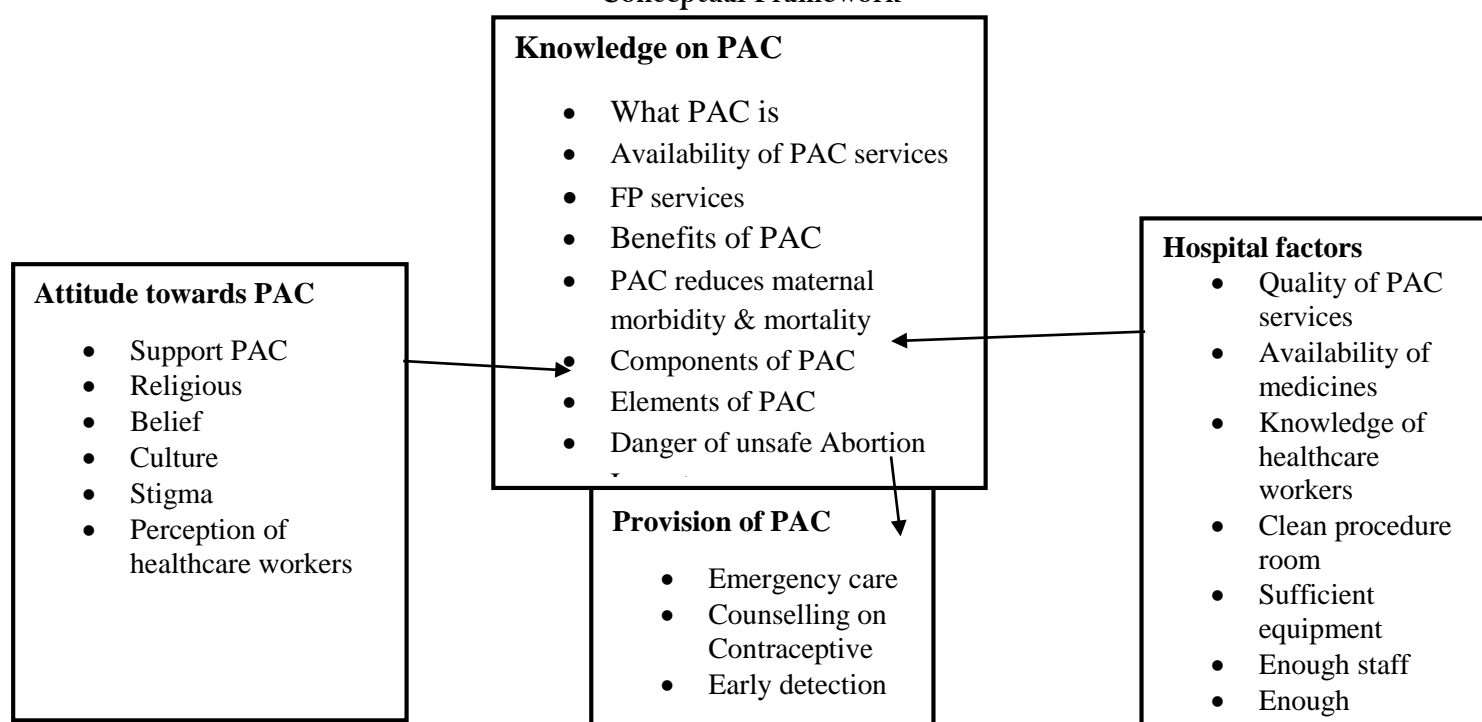 Conceptual Framework
Knowledge on PAC
• What PAC is
• Availability of PAC services
• FP services
• Benefits of PAC
• PAC reduces maternal
morbidity & mortality
• Components of PAC
• Elements of PAC
• Danger of unsafe Abortion
Attitude towards PAC
• Support PAC
• Religious
• Belief
• Culture
• Stigma
• Perception of
healthcare workers
Provision of PAC
• Emergency care
• Counselling on
Contraceptive
• Early detection
Hospital factors
• Quality of PAC
services
• Availability of
medicines
• Knowledge of
healthcare
workers
• Clean procedure
room
• Sufficient
equipment
• Enough staff
• Enough